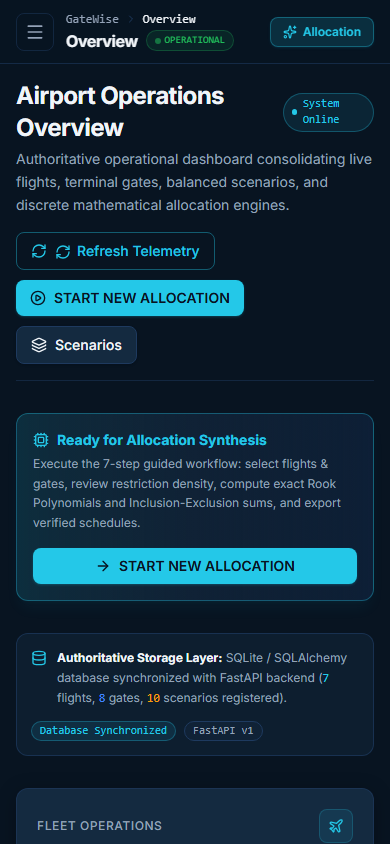 GateWise > Overview
Overview
OPERATIONAL
Allocation
Airport Operations
Overview
System
Online
Authoritative operational dashboard consolidating live
flights, terminal gates, balanced scenarios, and
discrete mathematical allocation engines.
Refresh Telemetry
START NEW ALLOCATION
Scenarios
Ready for Allocation Synthesis
Execute the 7-step guided workflow: select flights &
gates, review restriction density, compute exact Rook
Polynomials and Inclusion-Exclusion sums, and export
verified schedules.
START NEW ALLOCATION
Authoritative Storage Layer: SQLite / SQLAlchemy
database synchronized with FastAPI backend (7
flights, 8 gates, 10 scenarios registered).
Database Synchronized
FastAPI v1
FLEET OPERATIONS